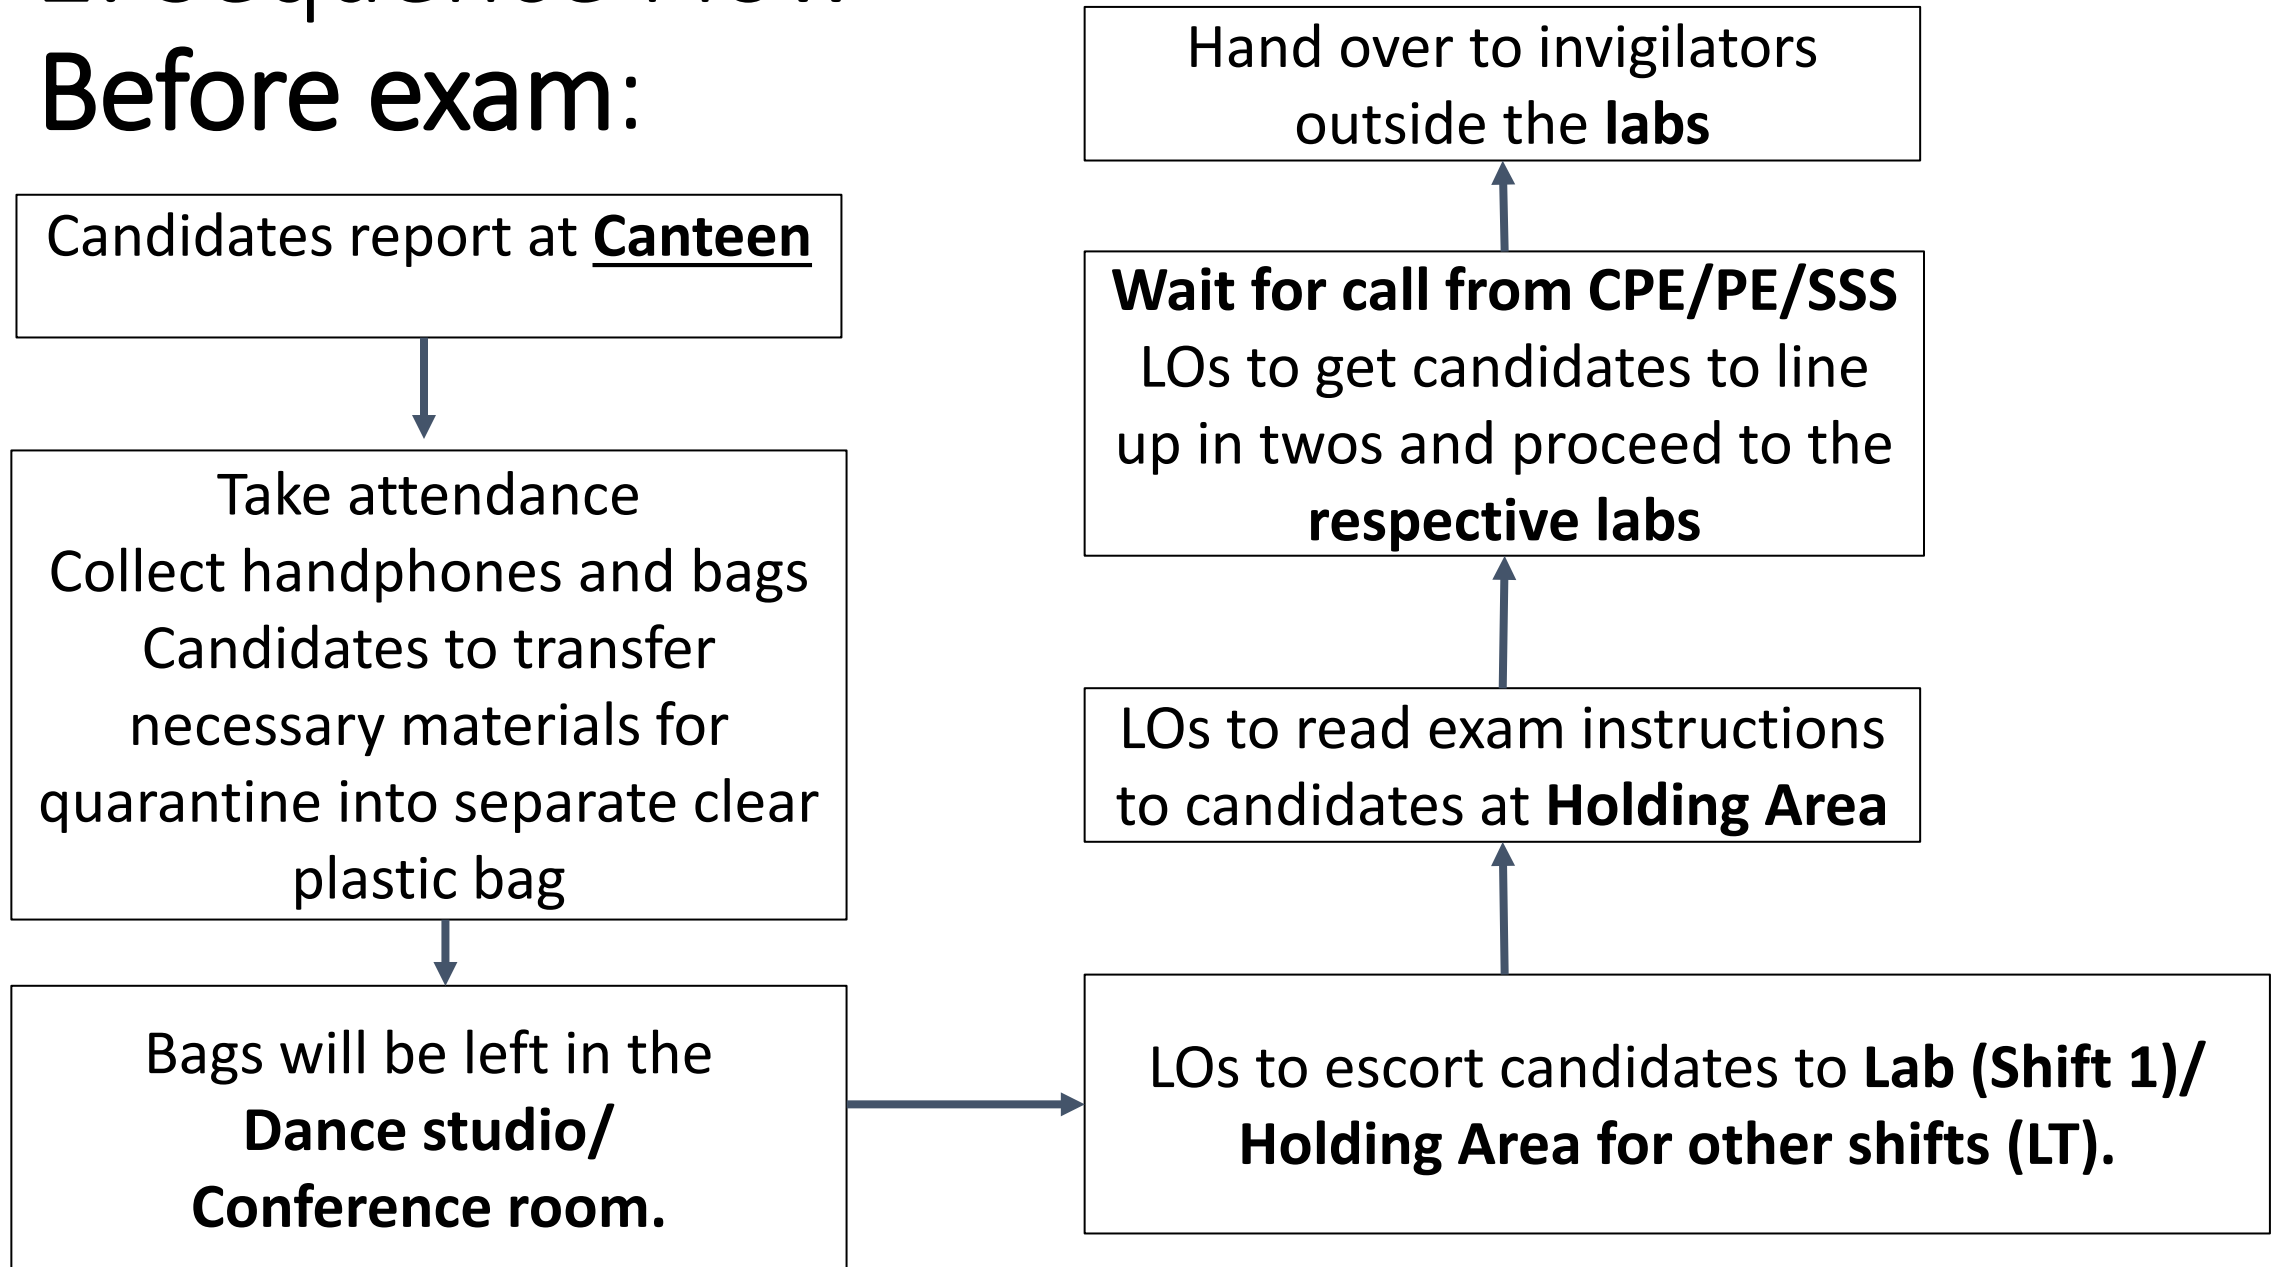 Before exam:
Candidates report at Canteen
Take attendance
Collect handphones and bags
Candidates to transfer
necessary materials for
quarantine into separate clear
plastic bag
Bags will be left in the
Dance studio/
Conference room.
LOs to escort candidates to Lab (Shift 1)/
Holding Area for other shifts (LT).
LOs to read exam instructions
to candidates at Holding Area
Wait for call from CPE/PE/SSS
LOs to get candidates to line
up in twos and proceed to the
respective labs
Hand over to invigilators
outside the labs